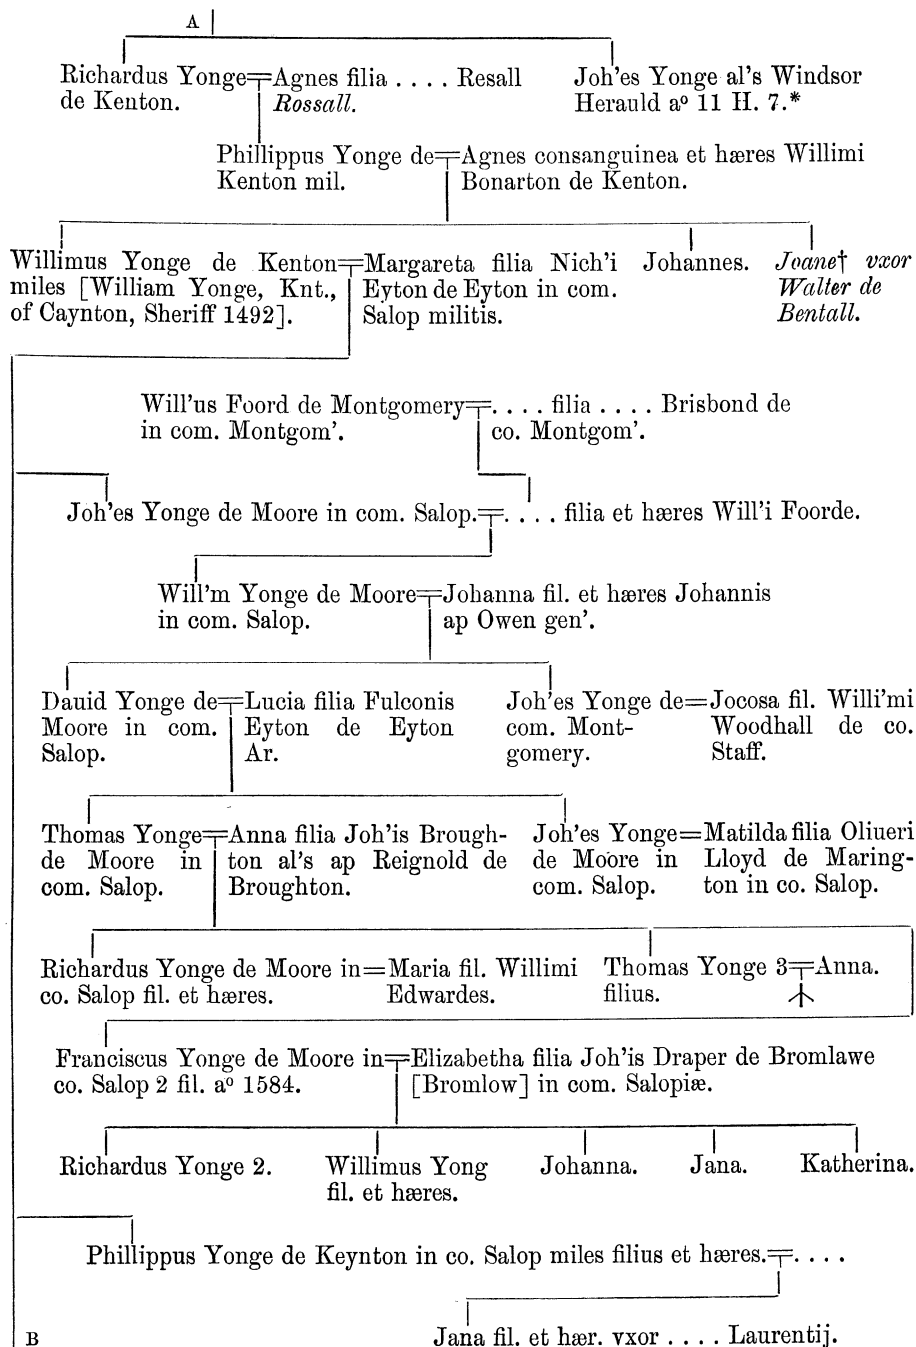 A
Richardus Yonge=Agnes filia . . . . Resall
de Kenton. Rossall.
Joh'es Yonge al's Windsor
Herauld aº 11 H. 7.*
Phillippus Yonge de=Agnes consanguinea et hæres Willimi
Kenton mil. Bonarton de Kenton.
Willimus Yonge de Kenton=
miles [William Yonge, Knt.,
of Caynton, Sheriff 1492].
Margareta filia Nich'i
Eyton de Eyton in com.
Salop militis.
Johannes.
Joane† vxor
Walter de
Bentall.
Will'us Foord de Montgomery=. . . . filia . . . . Brisbond de
in com. Montgom'. co. Montgom'.
Joh'es Yonge de Moore in com. Salop.=. . . . filia et hæres Will'i Foorde.
Will'm Yonge de Moore=Johanna fil. et hæres Johannis
in com. Salop. ap Owen gen'.
Dauid Yonge de=
Moore in com.
Salop.
Lucia filia Fulconis
Eyton de Eyton
Ar.
Joh'es Yonge de=
com. Mont-
gomery.
Jocosa fil. Willi'mi
Woodhall de co.
Staff.
Thomas Yonge=
de Moore in
com. Salop.
Anna filia Joh'is Brough-
ton al's ap Reignold de
Broughton.
Joh'es Yonge=
de Moore in
com. Salop.
Matilda filia Oliueri
Lloyd de Maring-
ton in co. Salop.
Richardus Yonge de Moore in=
co. Salop fil. et hæres.
Maria fil. Willimi
Edwardes.
Thomas Yonge 3=Anna.
filius.
Franciscus Yonge de Moore in=Elizabetha filia Joh'is Draper de Bromlawe
co. Salop 2 fil. aº 1584. [Bromlow] in com. Salopiæ.
Richardus Yonge 2.
Willimus Yong
fil. et hæres.
Johanna.
Jana.
Katherina.
Phillippus Yonge de Keynton in co. Salop miles filius et hæres.=. . . .
B
Jana fil. et hær. vxor . . . . Laurentij.